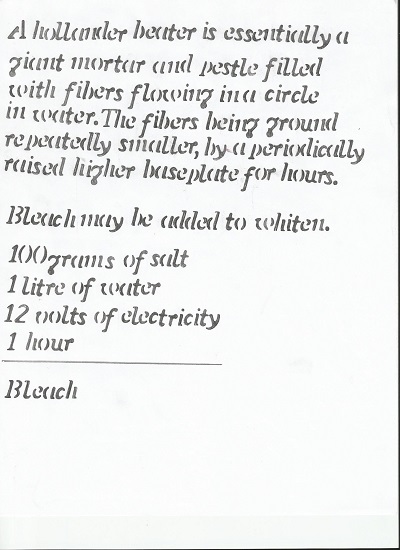 A hollander beater is essentially a
giant mortar and pestle filled
with fibers flowing in a circle
in water. The fibers being ground
repeatedly smaller, by a periodically
raised higher baseplate for hours.
Bleach may be added to whiten.
100 grams of salt
1 litre of water
12 volts of electricity
1 hour
Bleach